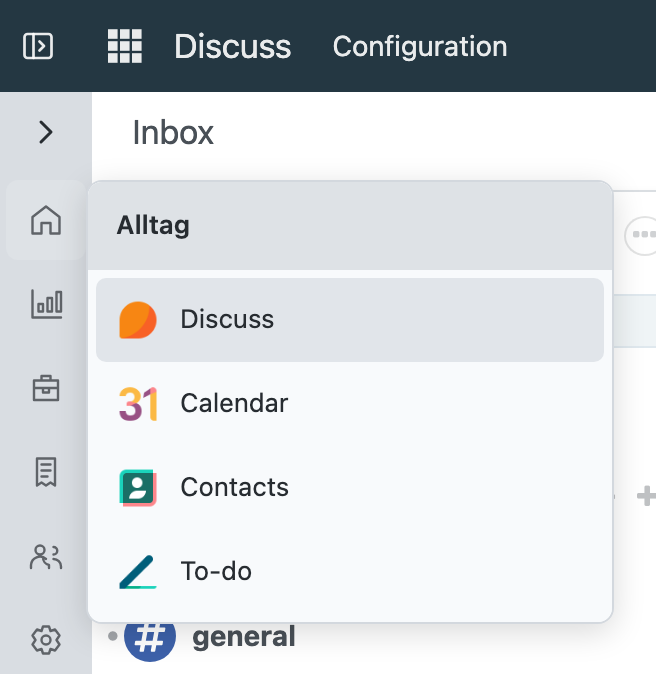 Discuss Configuration
Inbox
Alltag
Discuss
31 Calendar
Contacts
To-do
# general